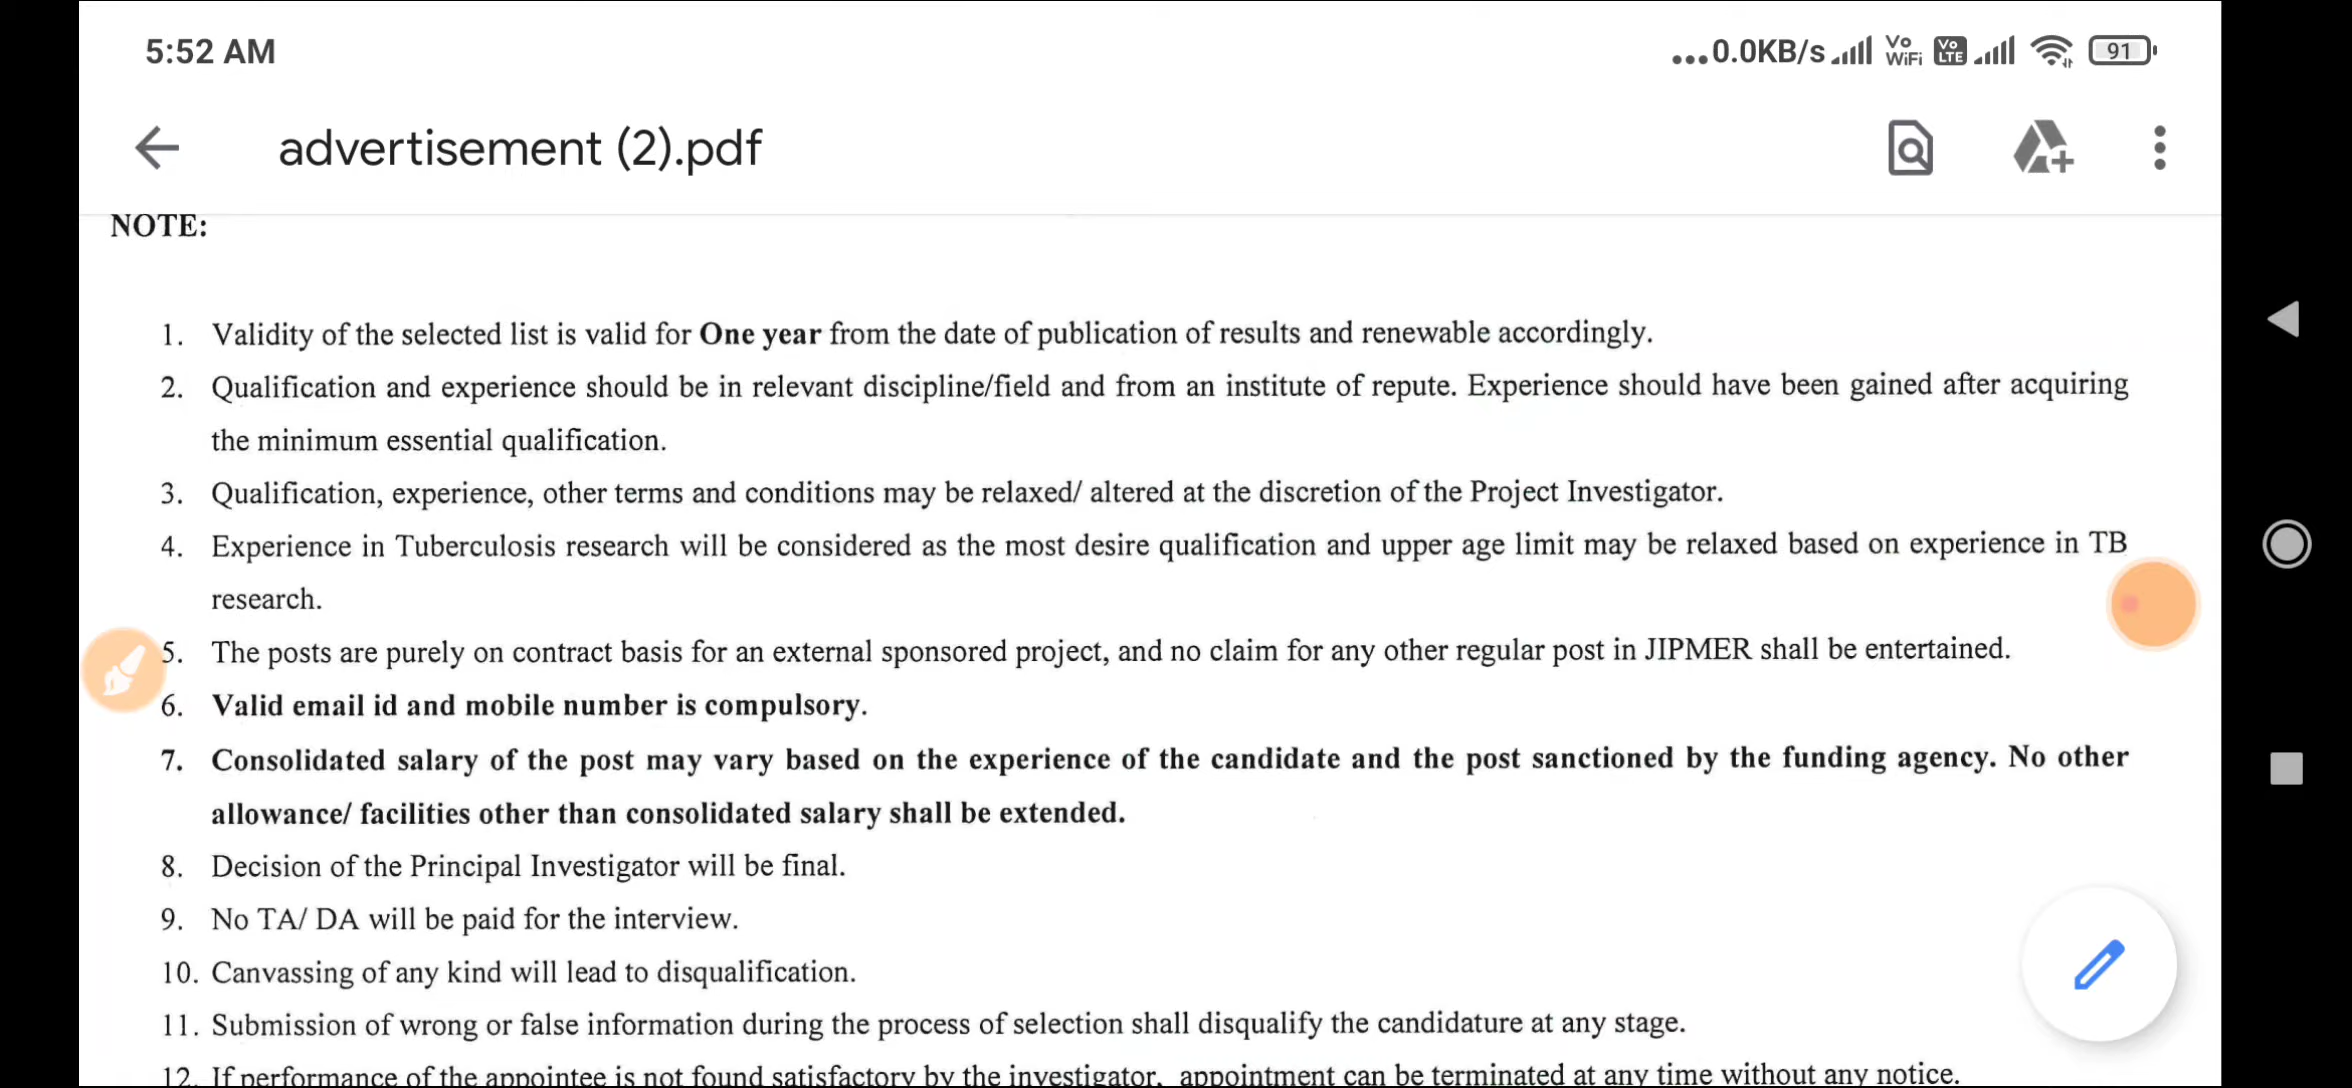 5:52 AM
...0.0KB/s Vo WiFi Vo LTE 91
advertisement (2).pdf
NOTE:
1. Validity of the selected list is valid for One year from the date of publication of results and renewable accordingly.
2. Qualification and experience should be in relevant discipline/field and from an institute of repute. Experience should have been gained after acquiring
the minimum essential qualification.
3. Qualification, experience, other terms and conditions may be relaxed/ altered at the discretion of the Project Investigator.
4. Experience in Tuberculosis research will be considered as the most desire qualification and upper age limit may be relaxed based on experience in TB
research.
5. The posts are purely on contract basis for an external sponsored project, and no claim for any other regular post in JIPMER shall be entertained.
6. Valid email id and mobile number is compulsory.
7. Consolidated salary of the post may vary based on the experience of the candidate and the post sanctioned by the funding agency. No other
allowance/ facilities other than consolidated salary shall be extended.
8. Decision of the Principal Investigator will be final.
9. No TA/ DA will be paid for the interview.
10. Canvassing of any kind will lead to disqualification.
11. Submission of wrong or false information during the process of selection shall disqualify the candidature at any stage.
12. If performance of the appointee is not found satisfactory by the investigator, appointment can be terminated at any time without any notice.